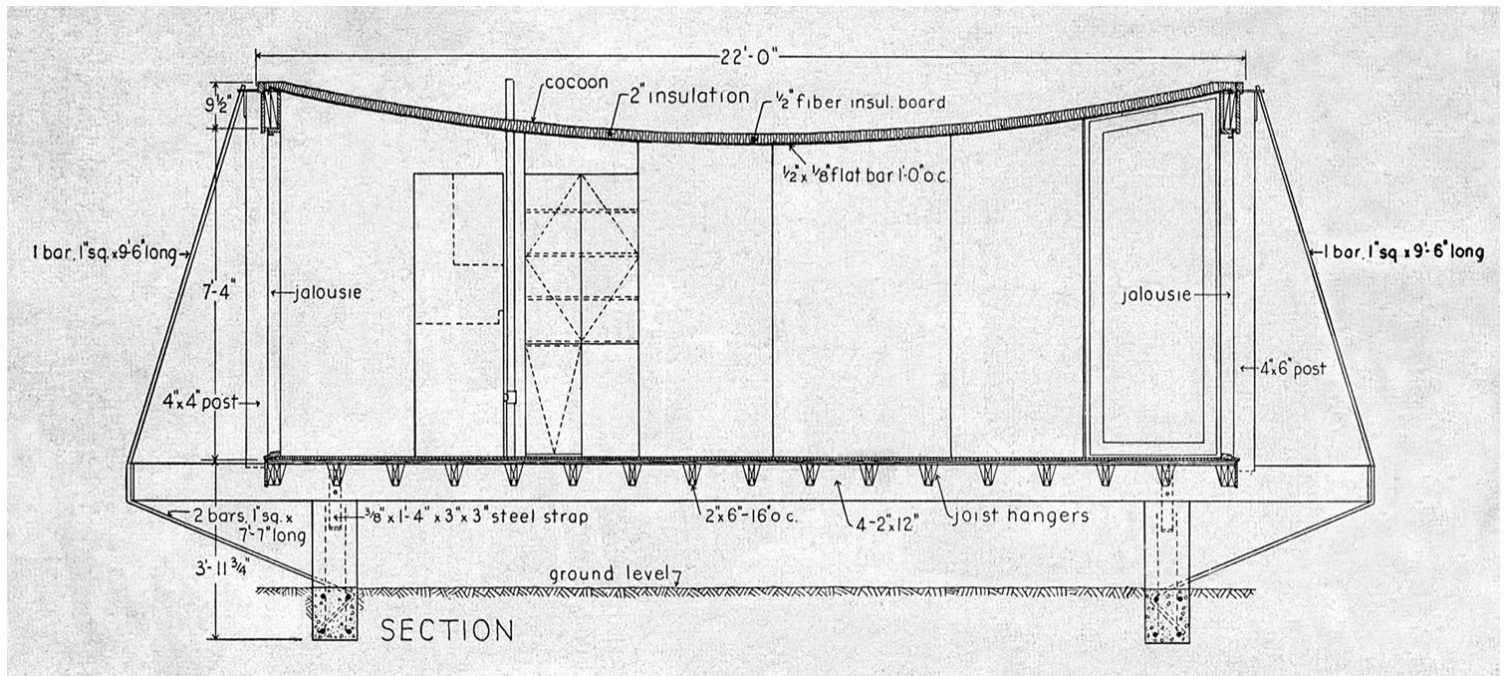 22'-0"
cocoon
2" insulation
½" fiber insul. board
9½"
½" x ⅛" flat bar 1'-0" o.c.
1 bar, 1" sq. x 9'-6" long
1 bar, 1" sq x 9'-6" long
7'-4"
jalousie
jalousie
4" x 6" post
4" x 4" post
2 bars, 1" sq. x
7'-7" long
⅜" x 1'-4" x 3" x 3" steel strap
2" x 6" - 16" o c.
4-2" x 12"
joist hangers
3'-11 ¾"
ground level
SECTION